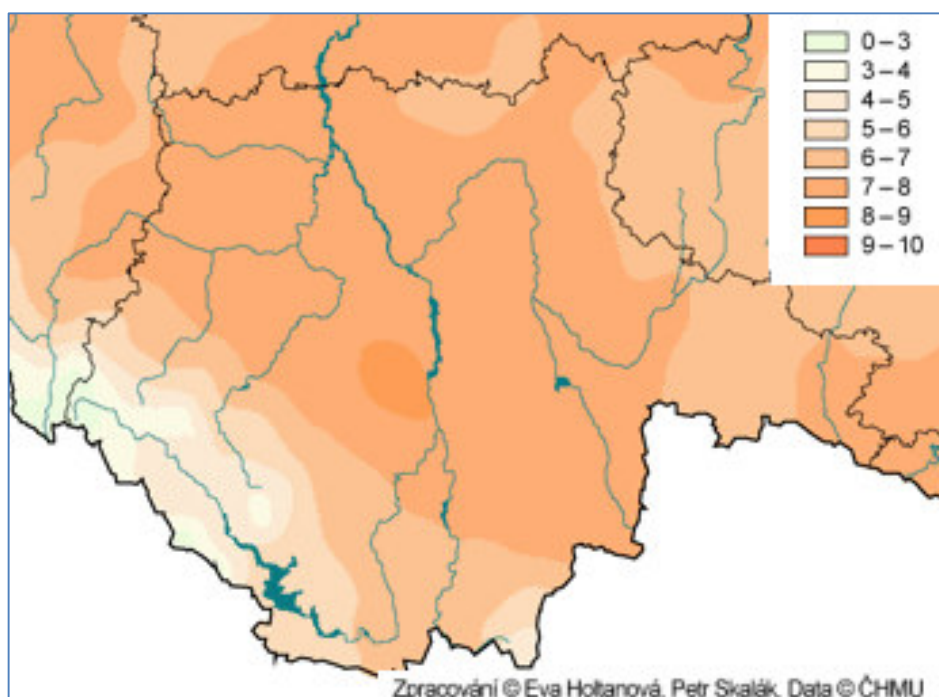 0 – 3
3 – 4
4 – 5
5 – 6
6 – 7
7 – 8
8 – 9
9 – 10
Zpracování © Eva Holtanová, Petr Skalák, Data © ČHMÚ